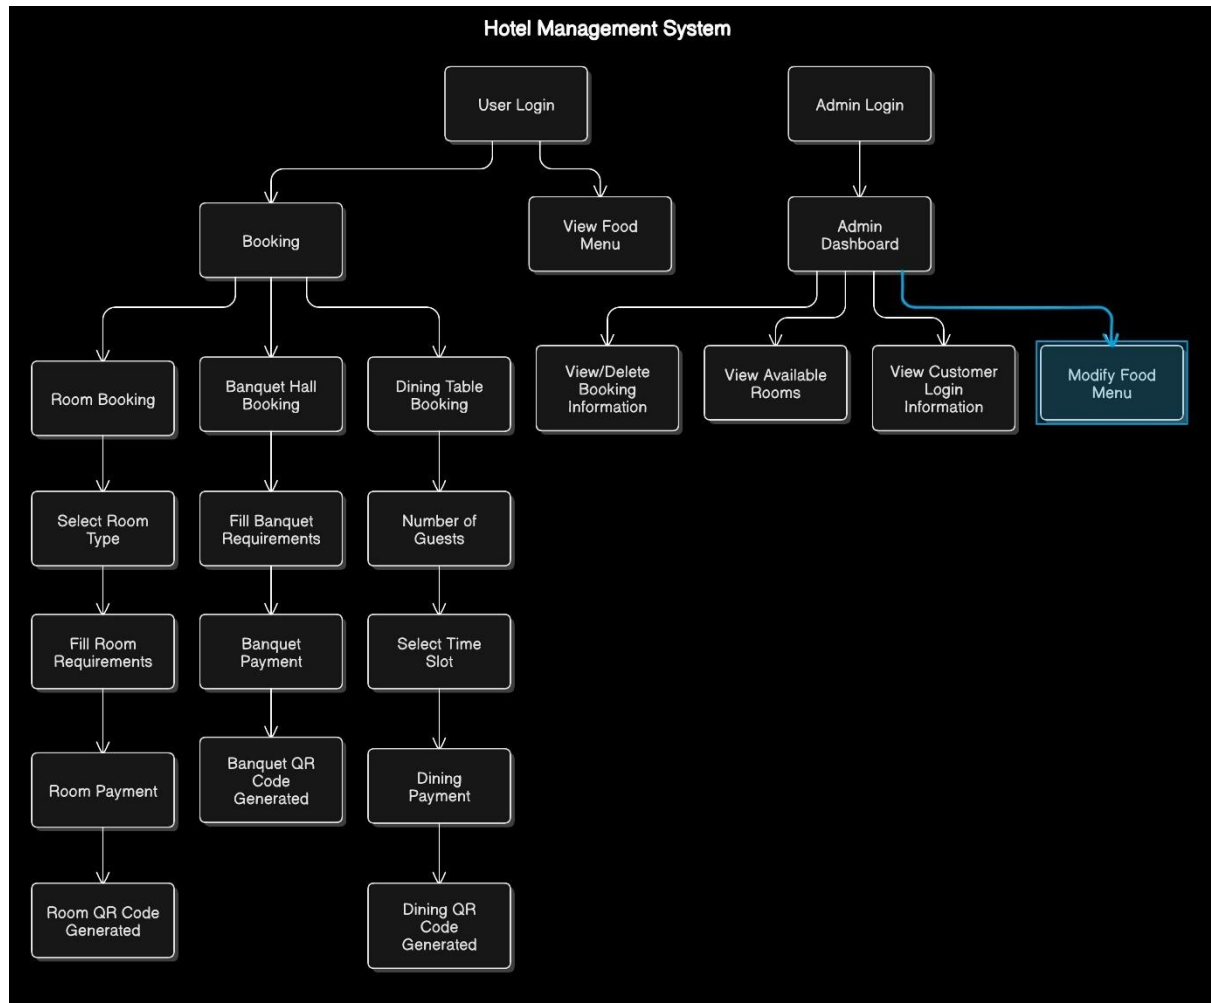 Hotel Management System
User Login
Admin Login
Booking
View Food
Menu
Admin
Dashboard
Room Booking
Banquet Hall
Booking
Dining Table
Booking
View/Delete
Booking
Information
View Available
Rooms
View Customer
Login
Information
Modify Food
Menu
Select Room
Type
Fill Banquet
Requirements
Number of
Guests
Fill Room
Requirements
Banquet
Payment
Select Time
Slot
Room Payment
Banquet QR
Code
Generated
Dining
Payment
Room QR Code
Generated
Dining QR
Code
Generated